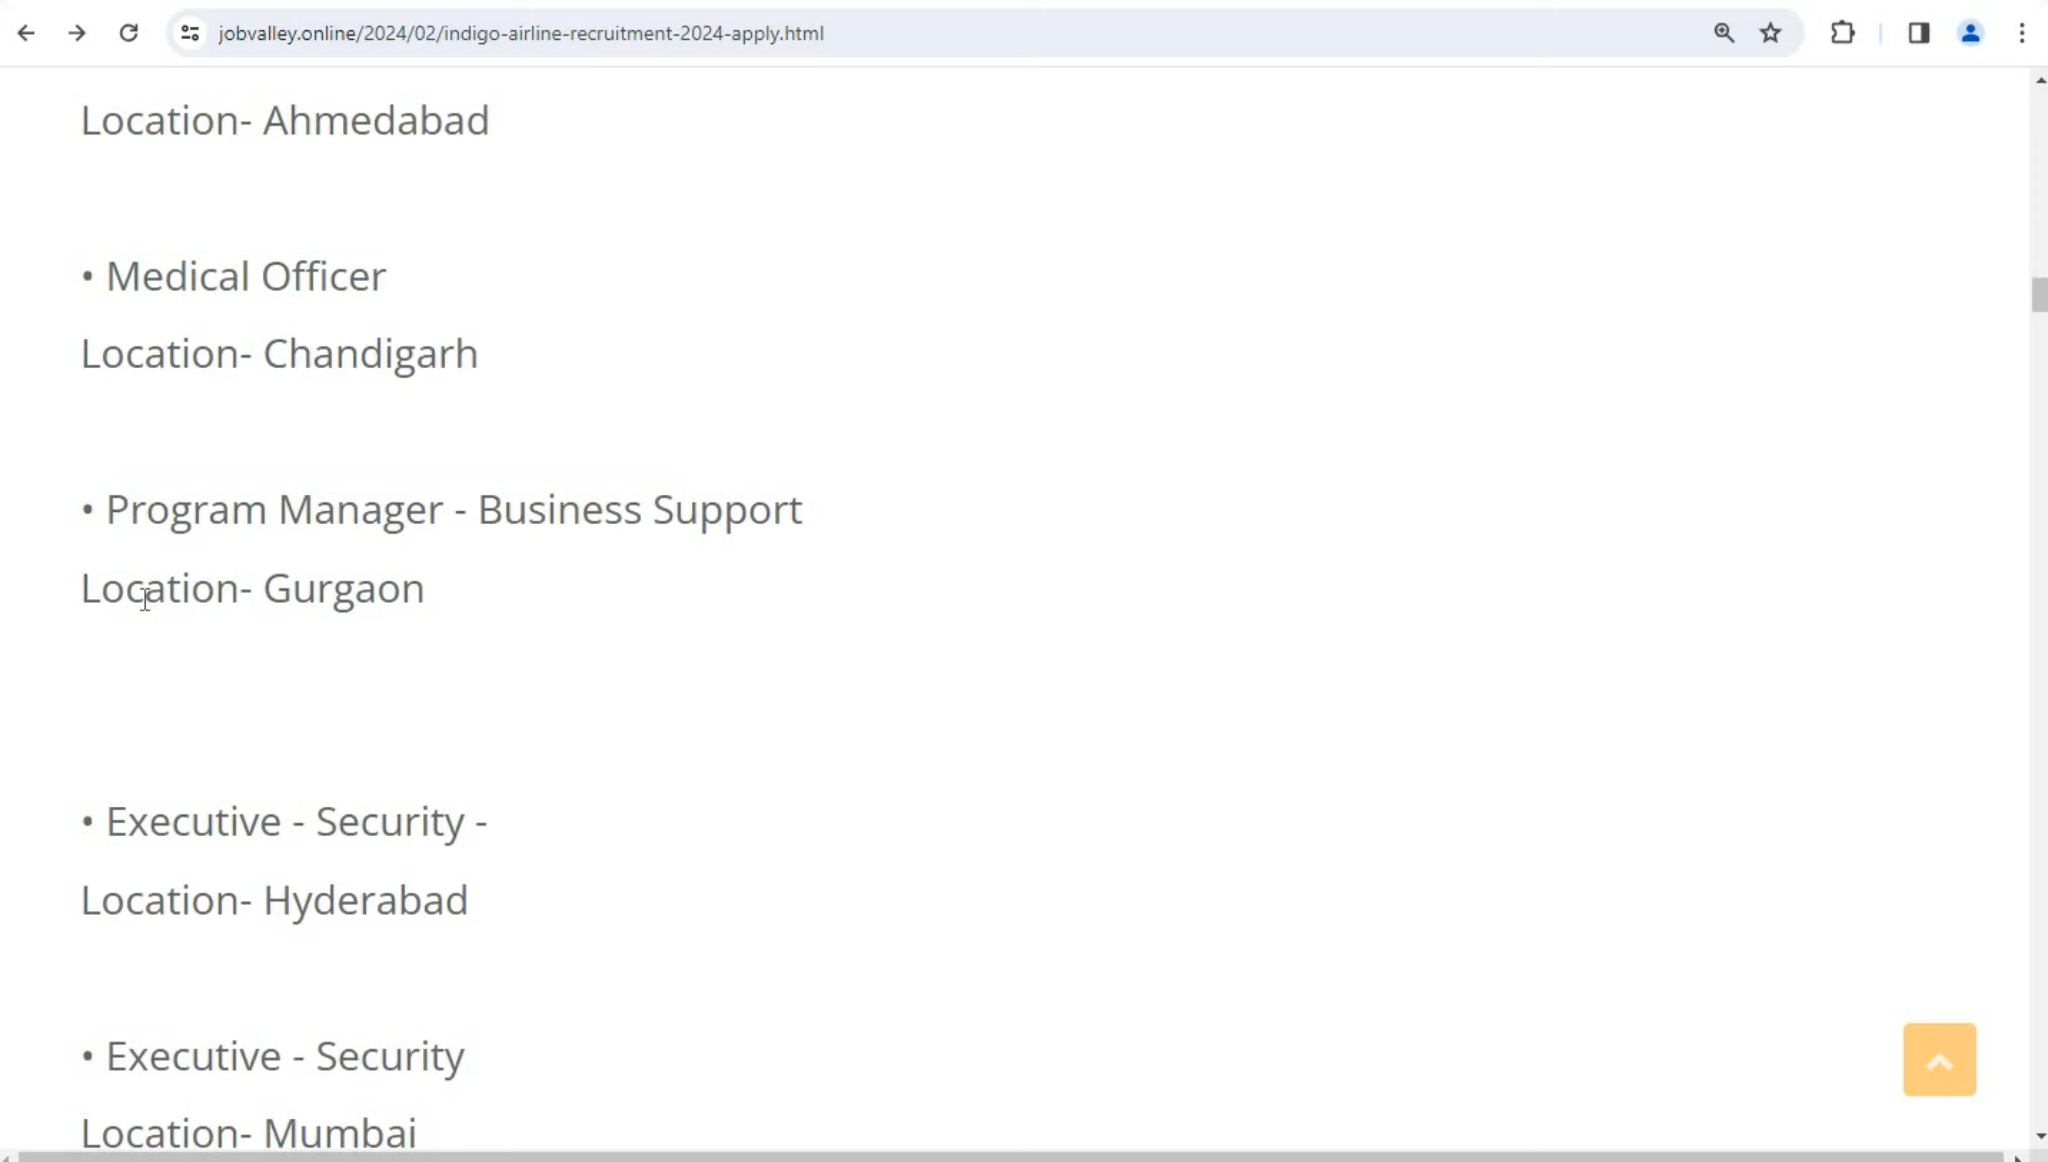 jobvalley.online/2024/02/indigo-airline-recruitment-2024-apply.html
Location- Ahmedabad
• Medical Officer
Location- Chandigarh
• Program Manager - Business Support
Location- Gurgaon
• Executive - Security -
Location- Hyderabad
• Executive - Security
Location- Mumbai